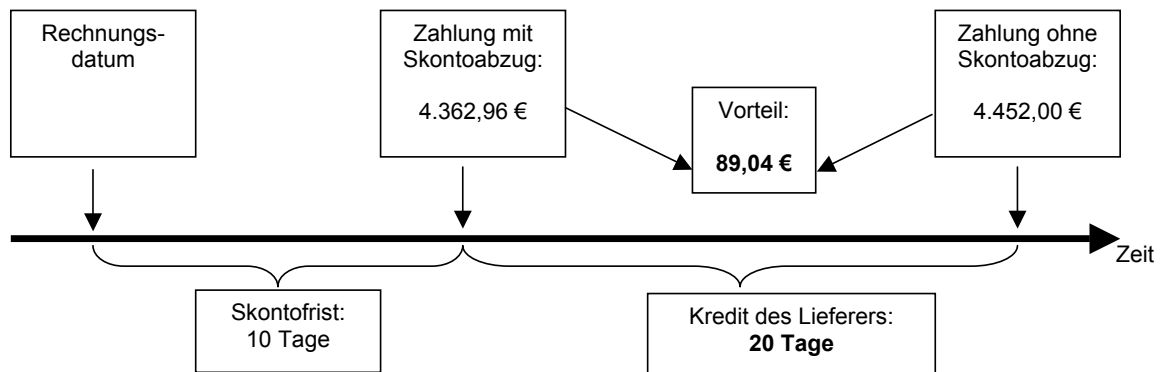 Rechnungs-
datum
Zahlung mit
Skontoabzug:
4.362,96 €
Vorteil:
89,04 €
Zahlung ohne
Skontoabzug:
4.452,00 €
Zeit
Skontofrist:
10 Tage
Kredit des Lieferers:
20 Tage